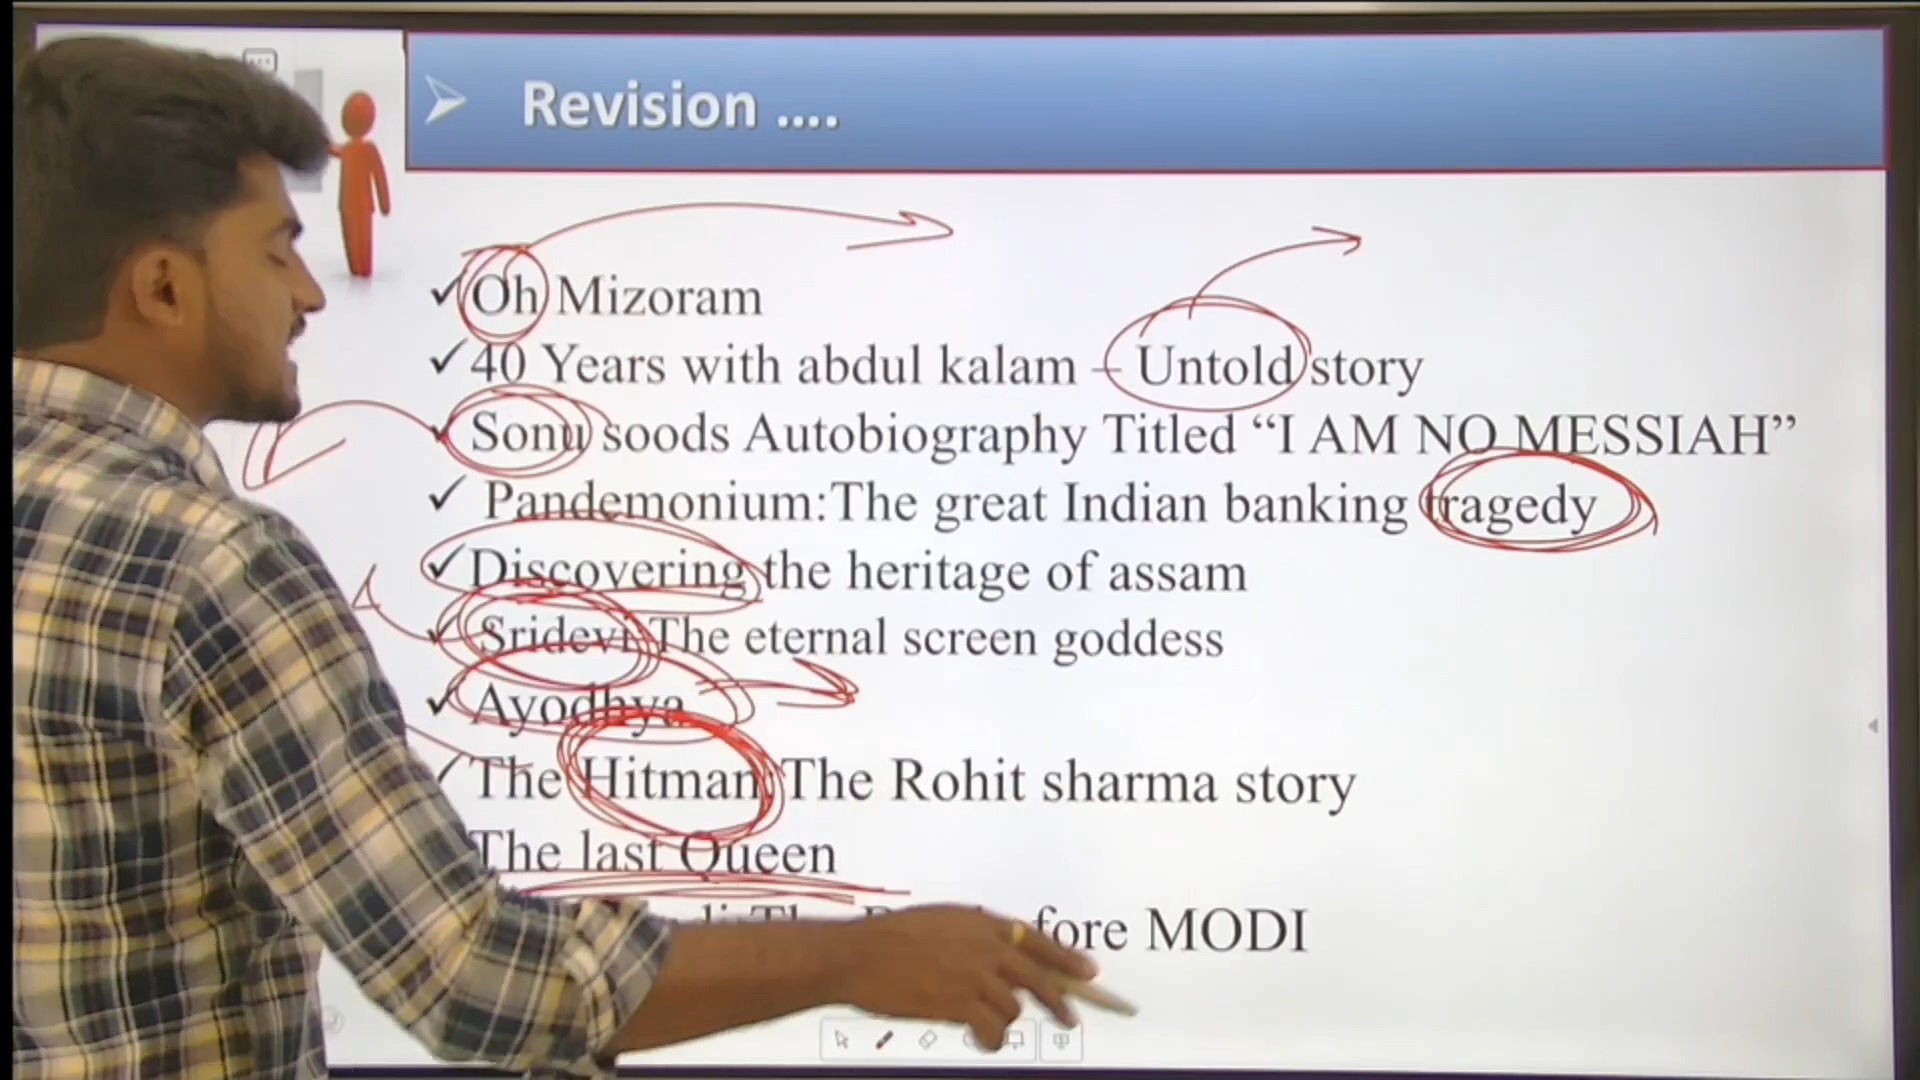 Revision ....
Oh Mizoram
40 Years with abdul kalam – Untold story
Sonu soods Autobiography Titled “I AM NO MESSIAH”
Pandemonium:The great Indian banking tragedy
Discovering the heritage of assam
Sridevi:The eternal screen goddess
Ayodhya
The Hitman:The Rohit sharma story
The last Queen
MODI